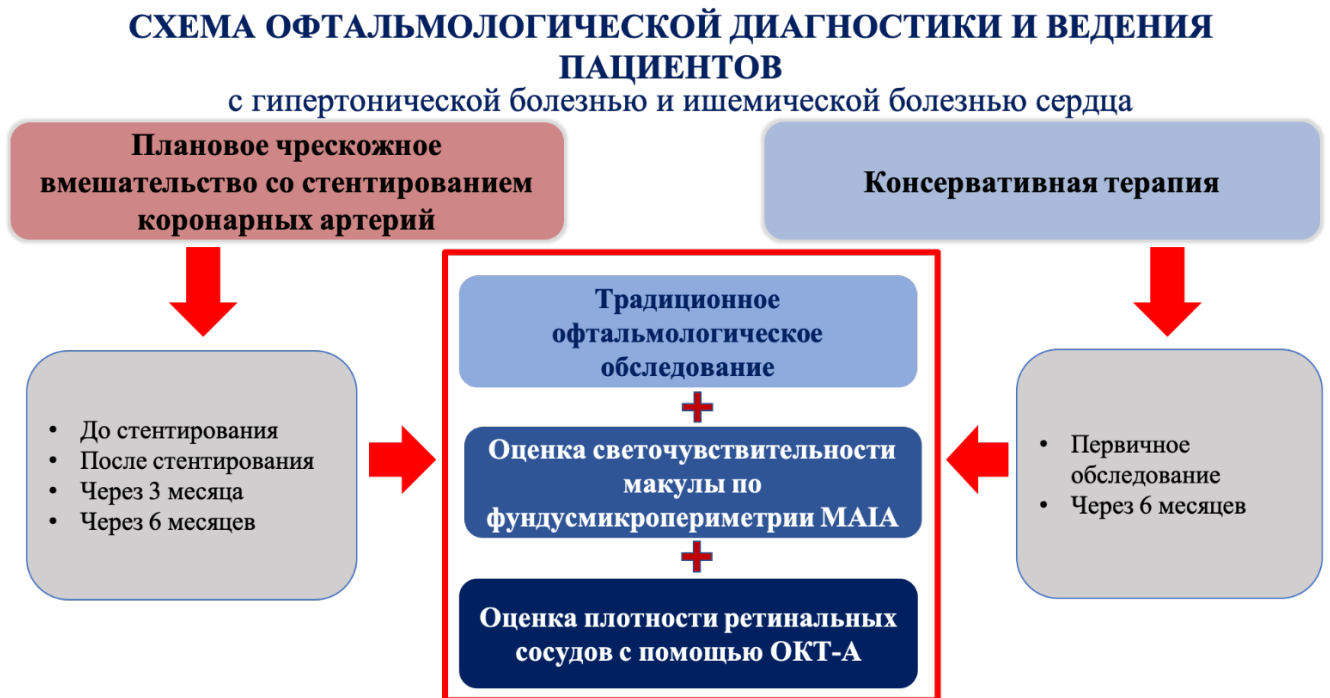 СХЕМА ОФТАЛЬМОЛОГИЧЕСКОЙ ДИАГНОСТИКИ И ВЕДЕНИЯ
ПАЦИЕНТОВ
с гипертонической болезнью и ишемической болезнью сердца
Плановое чрескожное
вмешательство со стентированием
коронарных артерий
Консервативная терапия
• До стентирования
• После стентирования
• Через 3 месяца
• Через 6 месяцев
Традиционное
офтальмологическое
обследование
+
Оценка светочувствительности
макулы по
фундусмикропериметрии MAIA
+
Оценка плотности ретинальных
сосудов с помощью ОКТ-А
• Первичное
обследование
• Через 6 месяцев